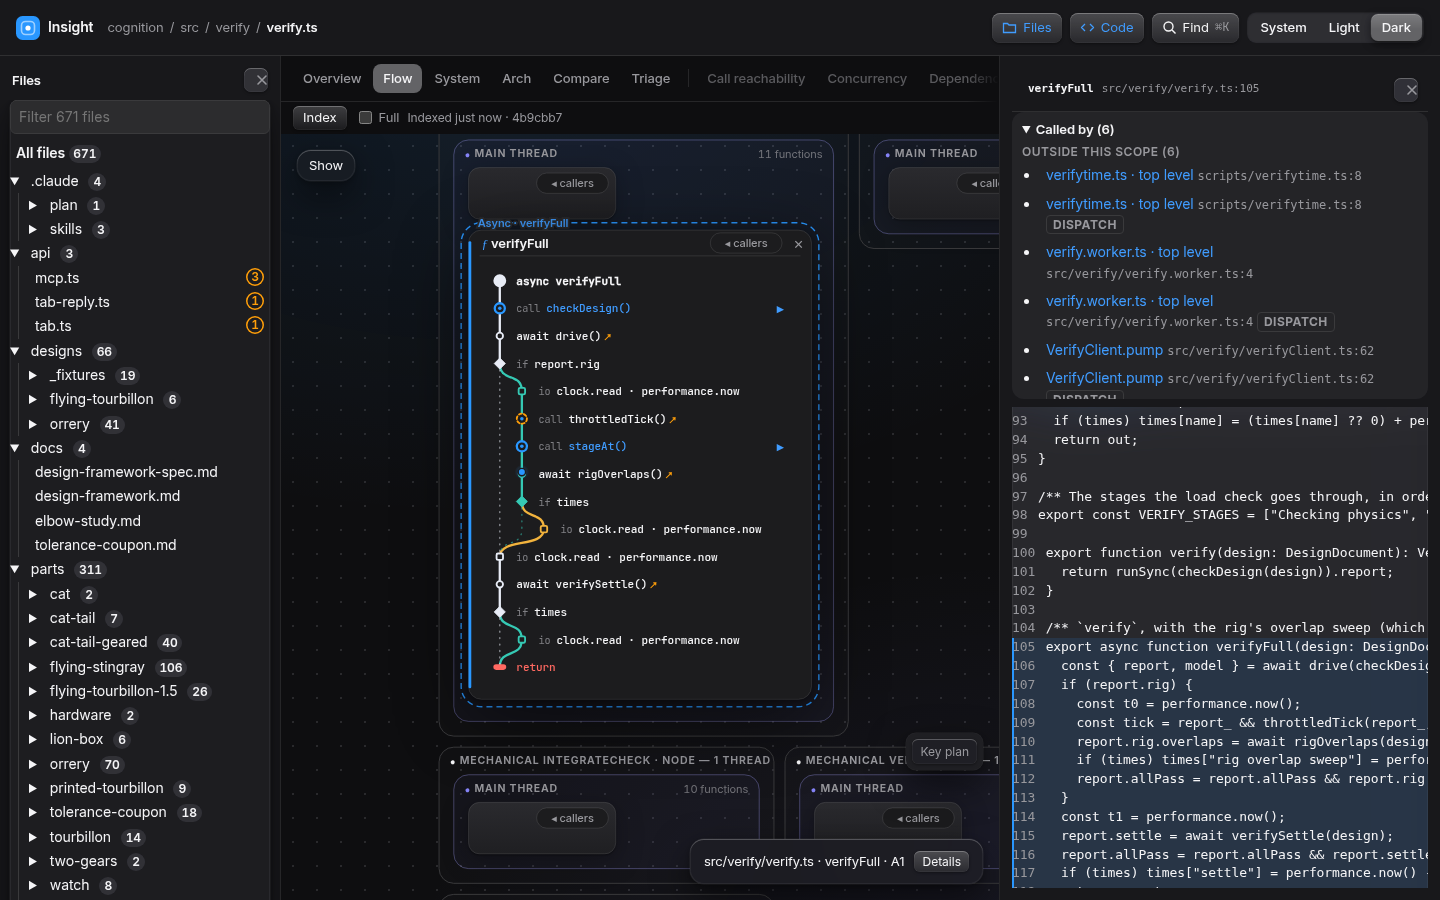 Insight cognition / src / verify / verify.ts Files Code Find ⌘K System Light Dark
Files
Filter 671 files
All files 671
.claude 4
plan 1
skills 3
api 3
mcp.ts 3
tab-reply.ts 1
tab.ts 1
designs 66
_fixtures 19
flying-tourbillon 6
orrery 41
docs 4
design-framework-spec.md
design-framework.md
elbow-study.md
tolerance-coupon.md
parts 311
cat 2
cat-tail 7
cat-tail-geared 40
flying-stingray 106
flying-tourbillon-1.5 26
hardware 2
lion-box 6
orrery 70
printed-tourbillon 9
tolerance-coupon 18
tourbillon 14
two-gears 2
watch 8
Overview Flow System Arch Compare Triage Call reachability Concurrency Dependen
Index Full Indexed just now · 4b9cbb7
Show
MAIN THREAD 11 functions
◂ callers
Async · verifyFull
ƒ verifyFull ◂ callers ×
async verifyFull
call checkDesign() ▶
await drive() ↗
if report.rig
io clock.read · performance.now
call throttledTick() ↗
call stageAt() ▶
await rigOverlaps() ↗
if times
io clock.read · performance.now
io clock.read · performance.now
await verifySettle() ↗
if times
io clock.read · performance.now
return
MAIN THREAD
◂ calle
MECHANICAL INTEGRATECHECK · NODE — 1 THREAD
MAIN THREAD 10 functions
◂ callers
MECHANICAL VE — 1
MAIN THREAD
◂ callers
Key plan
src/verify/verify.ts · verifyFull · A1 Details
verifyFull src/verify/verify.ts:105
▼ Called by (6)
OUTSIDE THIS SCOPE (6)
verifytime.ts · top level scripts/verifytime.ts:8
verifytime.ts · top level scripts/verifytime.ts:8
DISPATCH
verify.worker.ts · top level
src/verify/verify.worker.ts:4
verify.worker.ts · top level
src/verify/verify.worker.ts:4 DISPATCH
VerifyClient.pump src/verify/verifyClient.ts:62
VerifyClient.pump src/verify/verifyClient.ts:62
DISPATCH
93 if (times) times[name] = (times[name] ?? 0) + per
94 return out;
95 }
96
97 /** The stages the load check goes through, in orde
98 export const VERIFY_STAGES = ["Checking physics", "
99
100 export function verify(design: DesignDocument): Ve
101 return runSync(checkDesign(design)).report;
102 }
103
104 /** `verify`, with the rig's overlap sweep (which
105 export async function verifyFull(design: DesignDoc
106 const { report, model } = await drive(checkDesig
107 if (report.rig) {
108 const t0 = performance.now();
109 const tick = report_ && throttledTick(report_
110 report.rig.overlaps = await rigOverlaps(design
111 if (times) times["rig overlap sweep"] = perfor
112 report.allPass = report.allPass && report.rig
113 }
114 const t1 = performance.now();
115 report.settle = await verifySettle(design);
116 report.allPass = report.allPass && report.settle
117 if (times) times["settle"] = performance.now() -